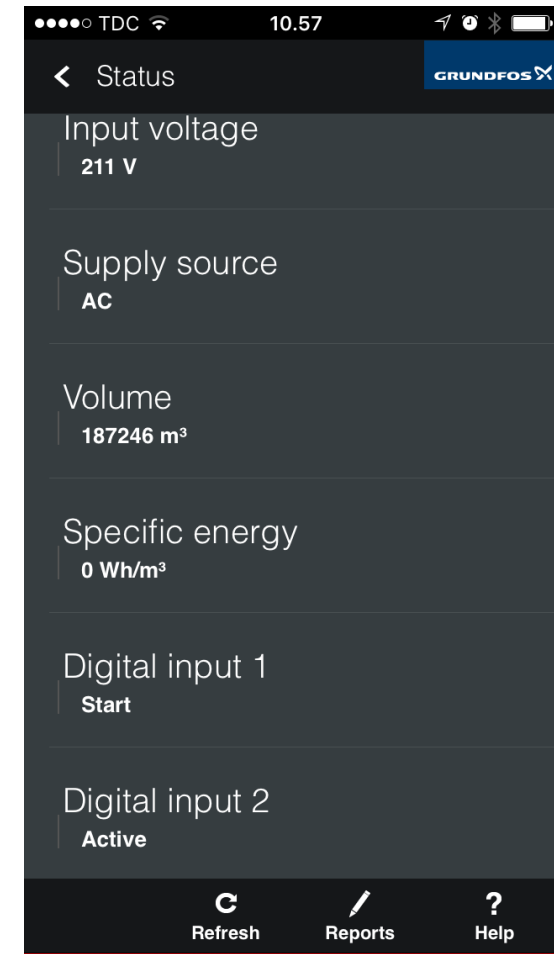 TDC 10.57
Status GRUNDFOS
Input voltage
211 V
Supply source
AC
Volume
187246 m³
Specific energy
0 Wh/m³
Digital input 1
Start
Digital input 2
Active
Refresh Reports ? Help